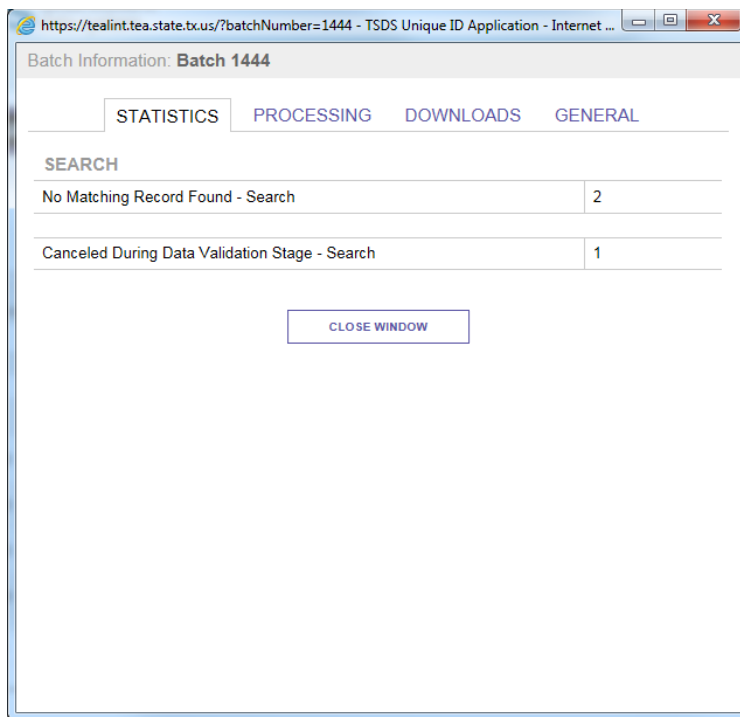 https://tealint.tea.state.tx.us/?batchNumber=1444 - TSDS Unique ID Application - Internet ...
Batch Information: Batch 1444
STATISTICS PROCESSING DOWNLOADS GENERAL
SEARCH
No Matching Record Found - Search 2
Canceled During Data Validation Stage - Search 1
CLOSE WINDOW